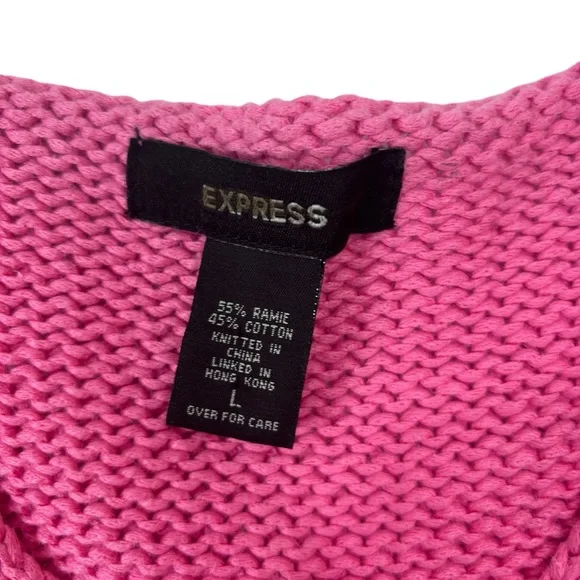 EXPRESS
55% RAMIE
45% COTTON
KNITTED IN
CHINA
LINKED IN
HONG KONG
L
OVER FOR CARE